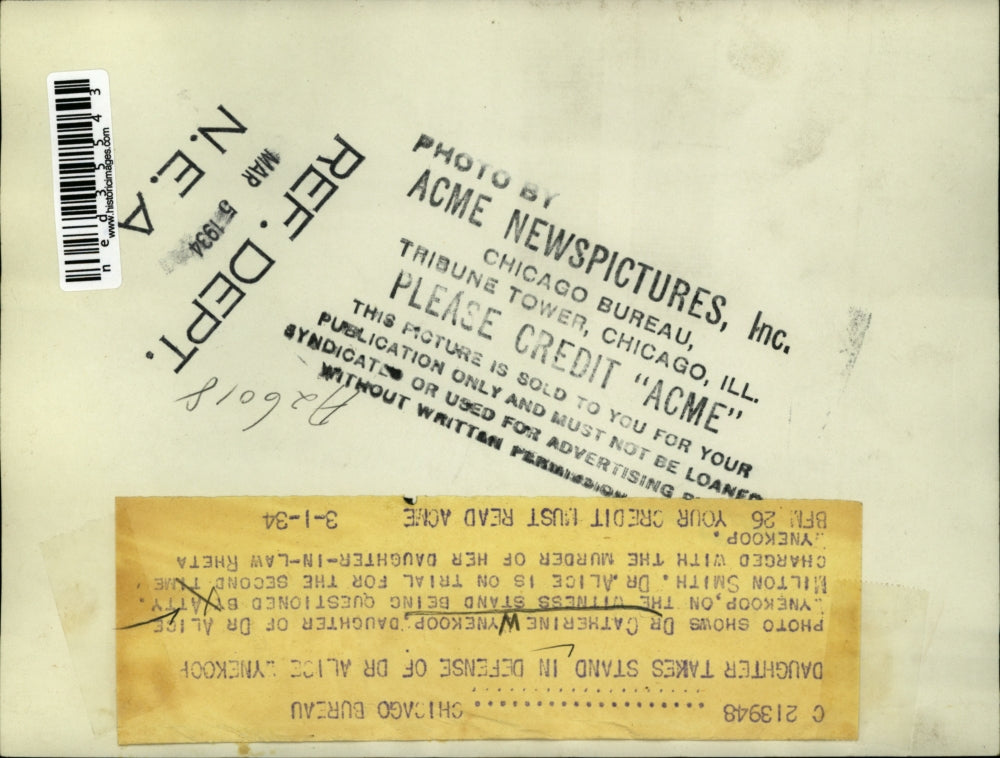 ned35543
www.historicimages.com
N.E.A
MAR 5 1934
REF. DEPT.
PHOTO BY
ACME NEWSPICTURES, Inc.
CHICAGO BUREAU,
TRIBUNE TOWER, CHICAGO, ILL.
PLEASE CREDIT "ACME"
THIS PICTURE IS SOLD TO YOU FOR YOUR
PUBLICATION ONLY AND MUST NOT BE LOANED
SYNDICATED OR USED FOR ADVERTISING
WITHOUT WRITTEN PERMISSION
A26018
C 213948 .................... CHICAGO BUREAU
DAUGHTER TAKES STAND IN DEFENSE OF DR ALICE WYNEKOOP
PHOTO SHOWS DR CATHERINE WYNEKOOP, DAUGHTER OF DR ALICE
WYNEKOOP, ON THE WITNESS STAND BEING QUESTIONED BY ATTY.
MILTON SMITH. DR ALICE IS ON TRIAL FOR THE SECOND TIME
CHARGED WITH THE MURDER OF HER DAUGHTER-IN-LAW RHETA
WYNEKOOP.
BFM 26 YOUR CREDIT MUST READ ACME 3-1-34